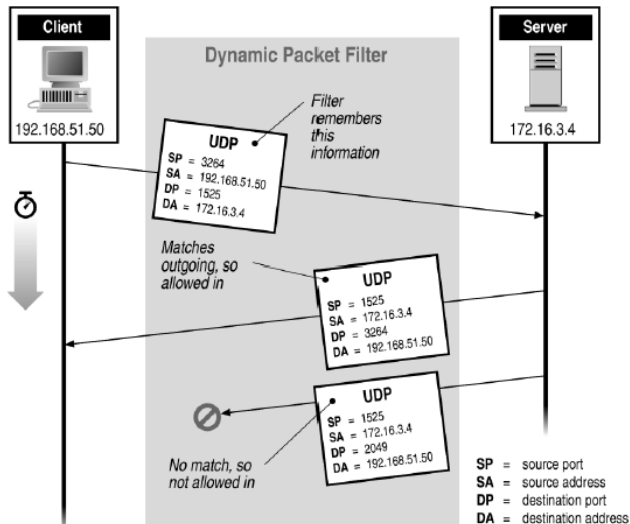 Client
192.168.51.50
Server
172.16.3.4
Dynamic Packet Filter
Filter
remembers
this
information
UDP
SP = 3264
SA = 192.168.51.50
DP = 1525
DA = 172.16.3.4
Matches
outgoing, so
allowed in
UDP
SP = 1525
SA = 172.16.3.4
DP = 3264
DA = 192.168.51.50
UDP
SP = 1525
SA = 172.16.3.4
DP = 2049
DA = 192.168.51.50
No match, so
not allowed in
SP = source port
SA = source address
DP = destination port
DA = destination address